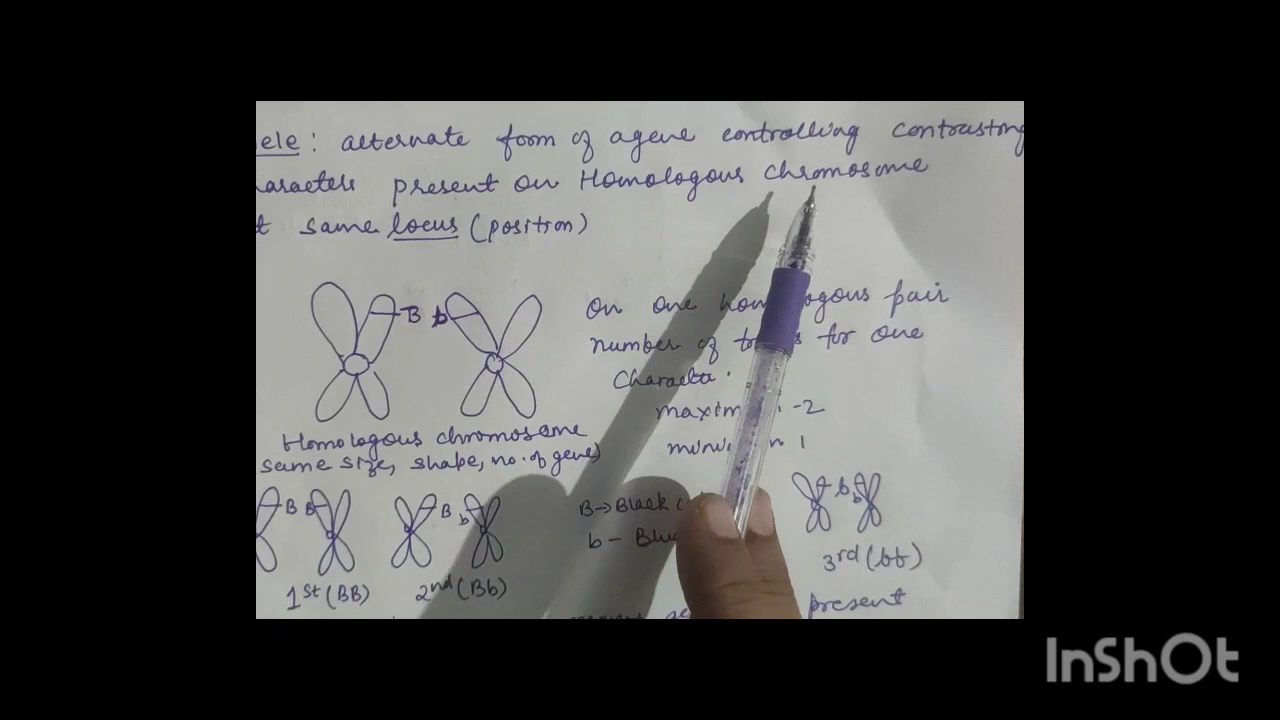 ele : alternate form of a gene controlling contrasting
haracters present on Homologous chromosome
t same locus (position)
B b
On one homologous pair
number of for one
Character
maxim -2
1
Homologous chromosome
same size, shape, no. of gene)
B B
B b
B → Black
b - Blu
b b
1st (BB)
2nd (Bb)
3rd (bb)
present
InShOt